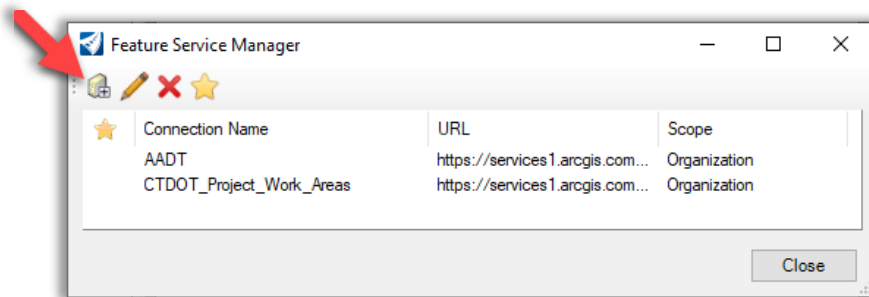 Feature Service Manager
Connection Name URL Scope
AADT https://services1.arcgis.com... Organization
CTDOT_Project_Work_Areas https://services1.arcgis.com... Organization
Close